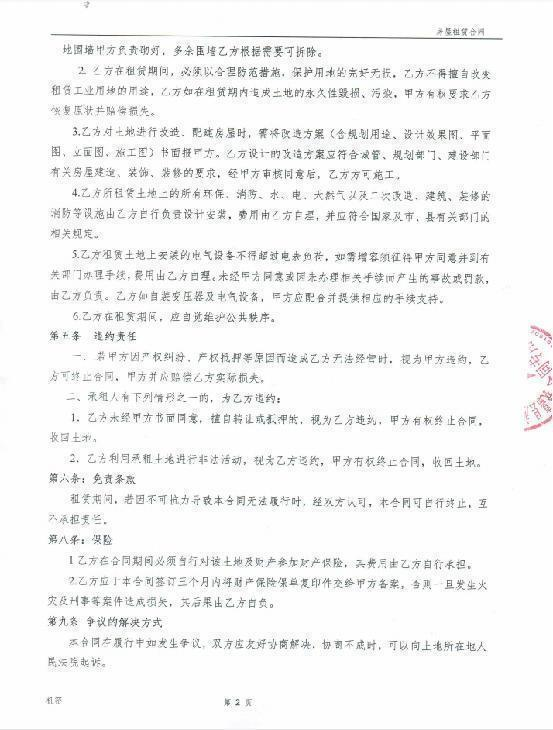 房屋租赁合同
地围墙甲方负责砌好，多余围墙乙方根据需要可拆除。
2. 乙方在租赁期间，必须以合理防范措施，保护用地的完好无损，乙方不得擅自改变
租赁工业用地的用途，乙方如在租赁期内造成土地的永久性毁损、污染，甲方有权要求乙方
恢复原状并赔偿损失。
3.乙方对土地进行改造、配建房屋时，需将改造方案（含规划用途、设计效果图、平面
图、立面图、施工图）书面报甲方。乙方设计的改造方案应符合城管、规划部门、建设部门
有关房屋建造、装饰、装修的要求，经甲方审核同意后，乙方方可施工。
4.乙方所租赁土地上的所有环保、消防、水、电、天然气以及二次改造、建筑、装修的
消防等设施由乙方自行负责设计安装，费用由乙方自理，并应符合国家及市、县有关部门的
相关规定。
5.乙方租赁土地上安装的电气设备不得超过电表负荷，如需增容须征得甲方同意并到有
关部门办理手续，费用由乙方自理。未经甲方同意或因未办理相关手续而产生的事故或罚款，
由乙方负责。乙方如自装变压器及电气设备，甲方应配合并提供相应的手续支持。
6.乙方在租赁期间，应自觉维护公共秩序。
第五条 违约责任
一、若甲方因产权纠纷、产权抵押等原因而造成乙方无法经营时，视为甲方违约，乙
方可终止合同，甲方并应赔偿乙方实际损失。
二、承租人有下列情形之一的，为乙方违约：
1、乙方未经甲方书面同意，擅自转让或抵押的，视为乙方违约，甲方有权终止合同，
收回土地。
2、乙方利用承租土地进行非法活动，视为乙方违约，甲方有权终止合同，收回土地。
第六条：免责条款
租赁期间，若因不可抗力导致本合同无法履行时，经双方认可，本合同可自行终止，互
不承担责任。
第八条：保险
1 乙方在合同期间必须自行对该土地及财产参加财产保险，其费用由乙方自行承担。
2.乙方应于本合同签订三个月内将财产保险保单复印件交给甲方备案，否则一旦发生火
灾及刑事等案件造成损失，其后果由乙方自负。
第九条 争议的解决方式
本合同在履行中如发生争议，双方应友好协商解决，协商不成时，可以向土地所在地人
民法院起诉。
第 2 页